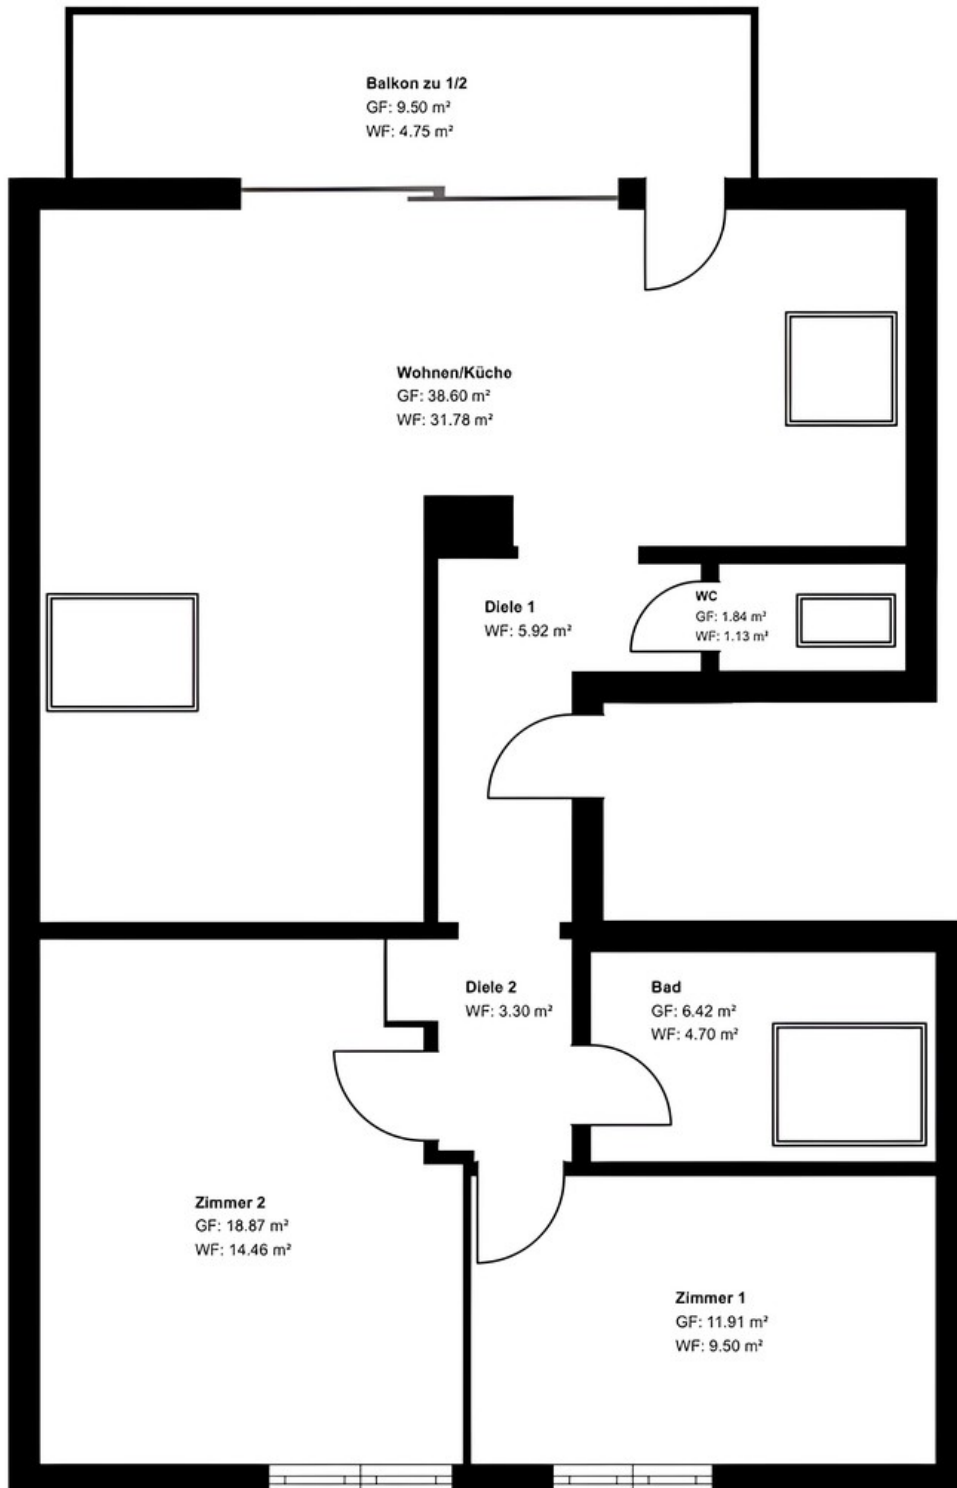 Balkon zu 1/2
GF: 9.50 m²
WF: 4.75 m²
Wohnen/Küche
GF: 38.60 m²
WF: 31.78 m²
Diele 1
WF: 5.92 m²
WC
GF: 1.84 m²
WF: 1.13 m²
Diele 2
WF: 3.30 m²
Bad
GF: 6.42 m²
WF: 4.70 m²
Zimmer 2
GF: 18.87 m²
WF: 14.46 m²
Zimmer 1
GF: 11.91 m²
WF: 9.50 m²